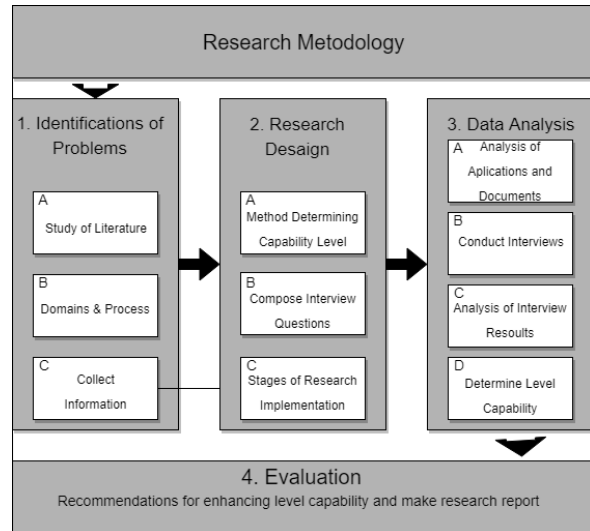 Research Metodology
1. Identifications of
Problems
A
Study of Literature
B
Domains & Process
C
Collect
Information
2. Research
Desaign
A
Method Determining
Capability Level
B
Compose Interview
Questions
C
Stages of Research
Implementation
3. Data Analysis
A
Analysis of
Aplications and
Documents
B
Conduct Interviews
C
Analysis of Interview
Resoults
D
Determine Level
Capability
4. Evaluation
Recommendations for enhancing level capability and make research report